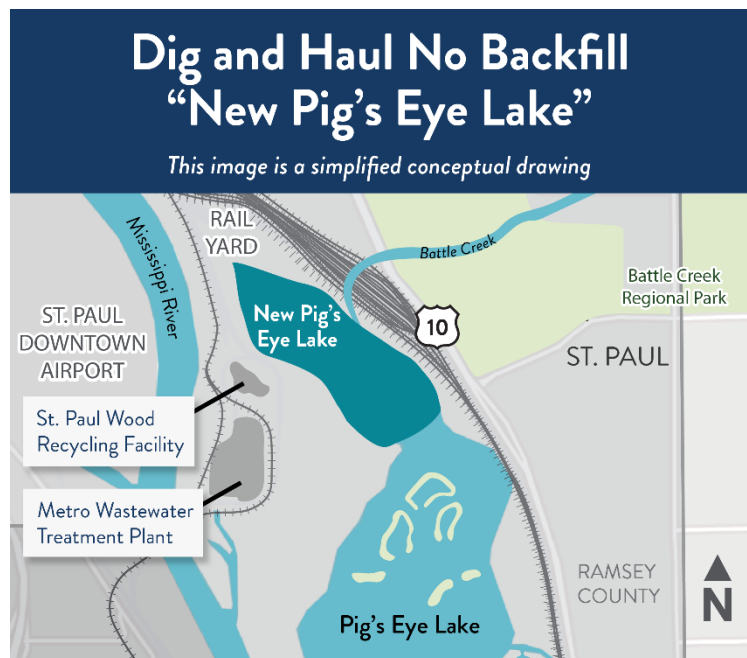 Dig and Haul No Backfill
“New Pig’s Eye Lake”
This image is a simplified conceptual drawing
Mississippi River
RAIL
YARD
Battle Creek
Battle Creek
Regional Park
New Pig's
Eye Lake
10
ST. PAUL
DOWNTOWN
AIRPORT
ST. PAUL
St. Paul Wood
Recycling Facility
Metro Wastewater
Treatment Plant
RAMSEY
COUNTY
N
Pig's Eye Lake